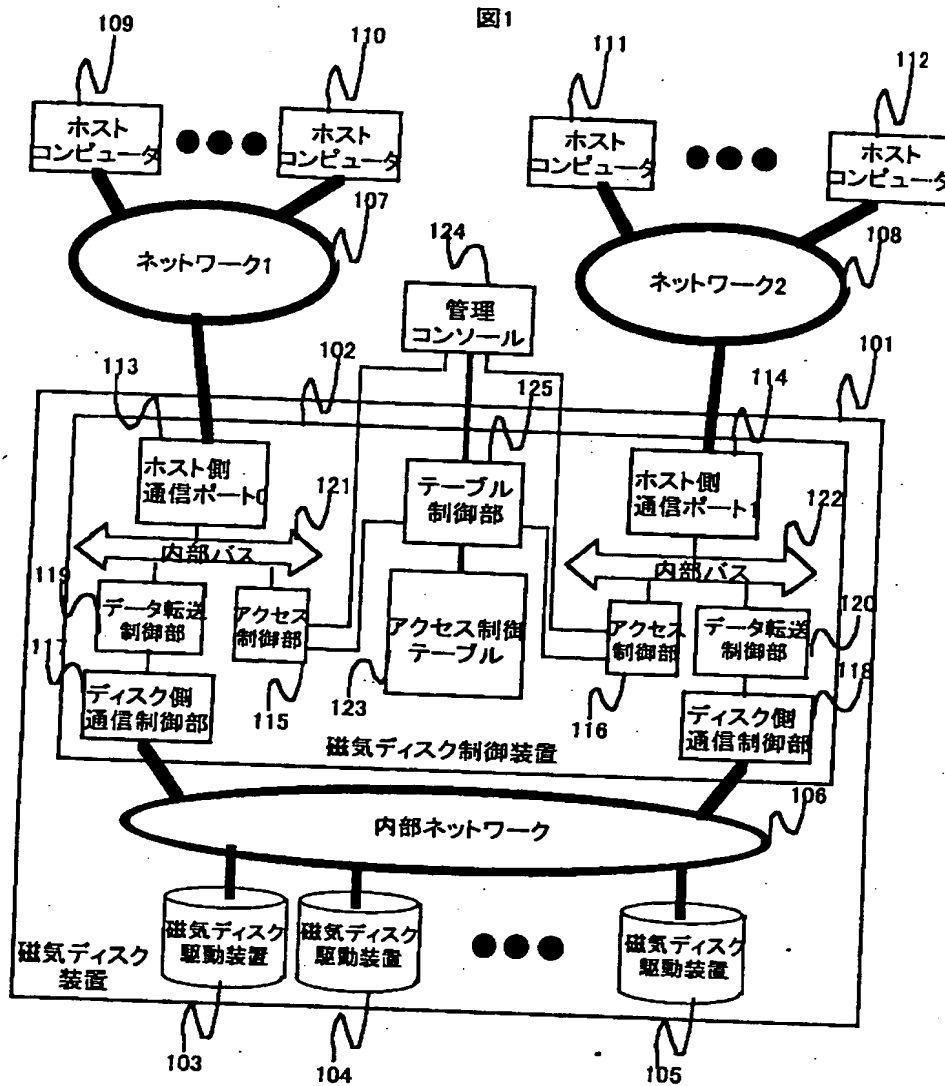 図1
109
110
111
112
ホスト
コンピュータ
ホスト
コンピュータ
ホスト
コンピュータ
ホスト
コンピュータ
107
ネットワーク1
124
108
ネットワーク2
管理
コンソール
113
102
125
114
101
ホスト側
通信ポート0
テーブル
制御部
ホスト側
通信ポート1
121
122
内部バス
内部バス
119
データ転送
制御部
アクセス
制御部
アクセス制御
テーブル
アクセス
制御部
データ転送
制御部
120
117
ディスク側
通信制御部
115
123
116
ディスク側
通信制御部
118
磁気ディスク制御装置
106
内部ネットワーク
磁気ディスク
駆動装置
磁気ディスク
駆動装置
磁気ディスク
駆動装置
磁気ディスク
装置
103
104
105